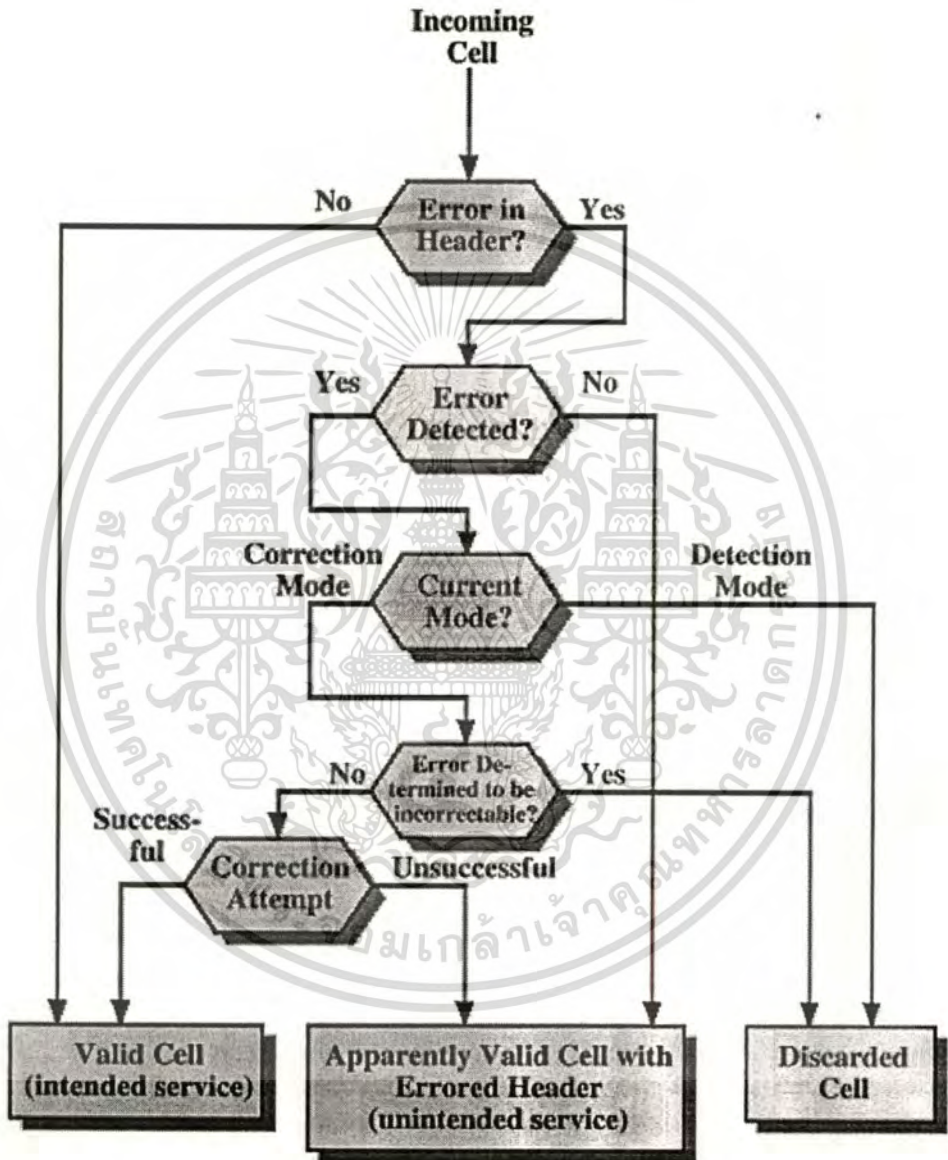 Incoming
Cell
No
Error in
Header?
Yes
Yes
Error
Detected?
No
Correction
Mode
Current
Mode?
Detection
Mode
No
Error De-
termined to be
incorrectable?
Yes
Success-
ful
Correction
Attempt
Unsuccessful
Valid Cell
(intended service)
Apparently Valid Cell with
Errored Header
(unintended service)
Discarded
Cell